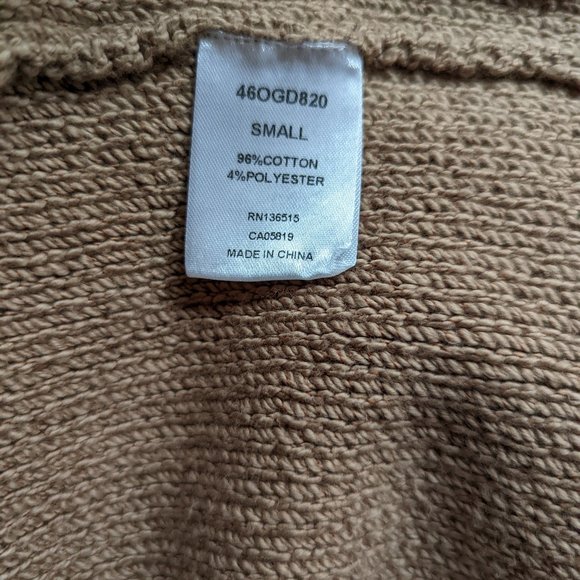 46OGD820
SMALL
96%COTTON
4%POLYESTER
RN136515
CA05819
MADE IN CHINA